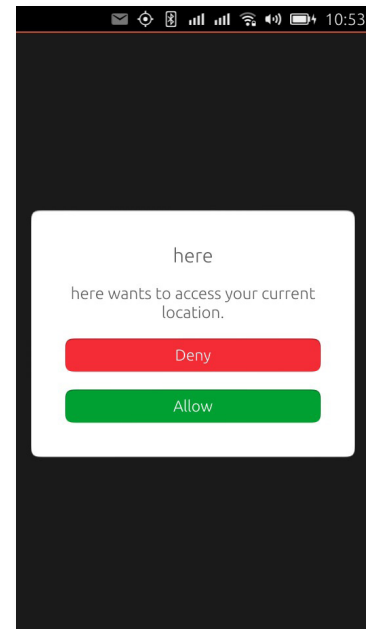 10:53
here
here wants to access your current
location.
Deny
Allow